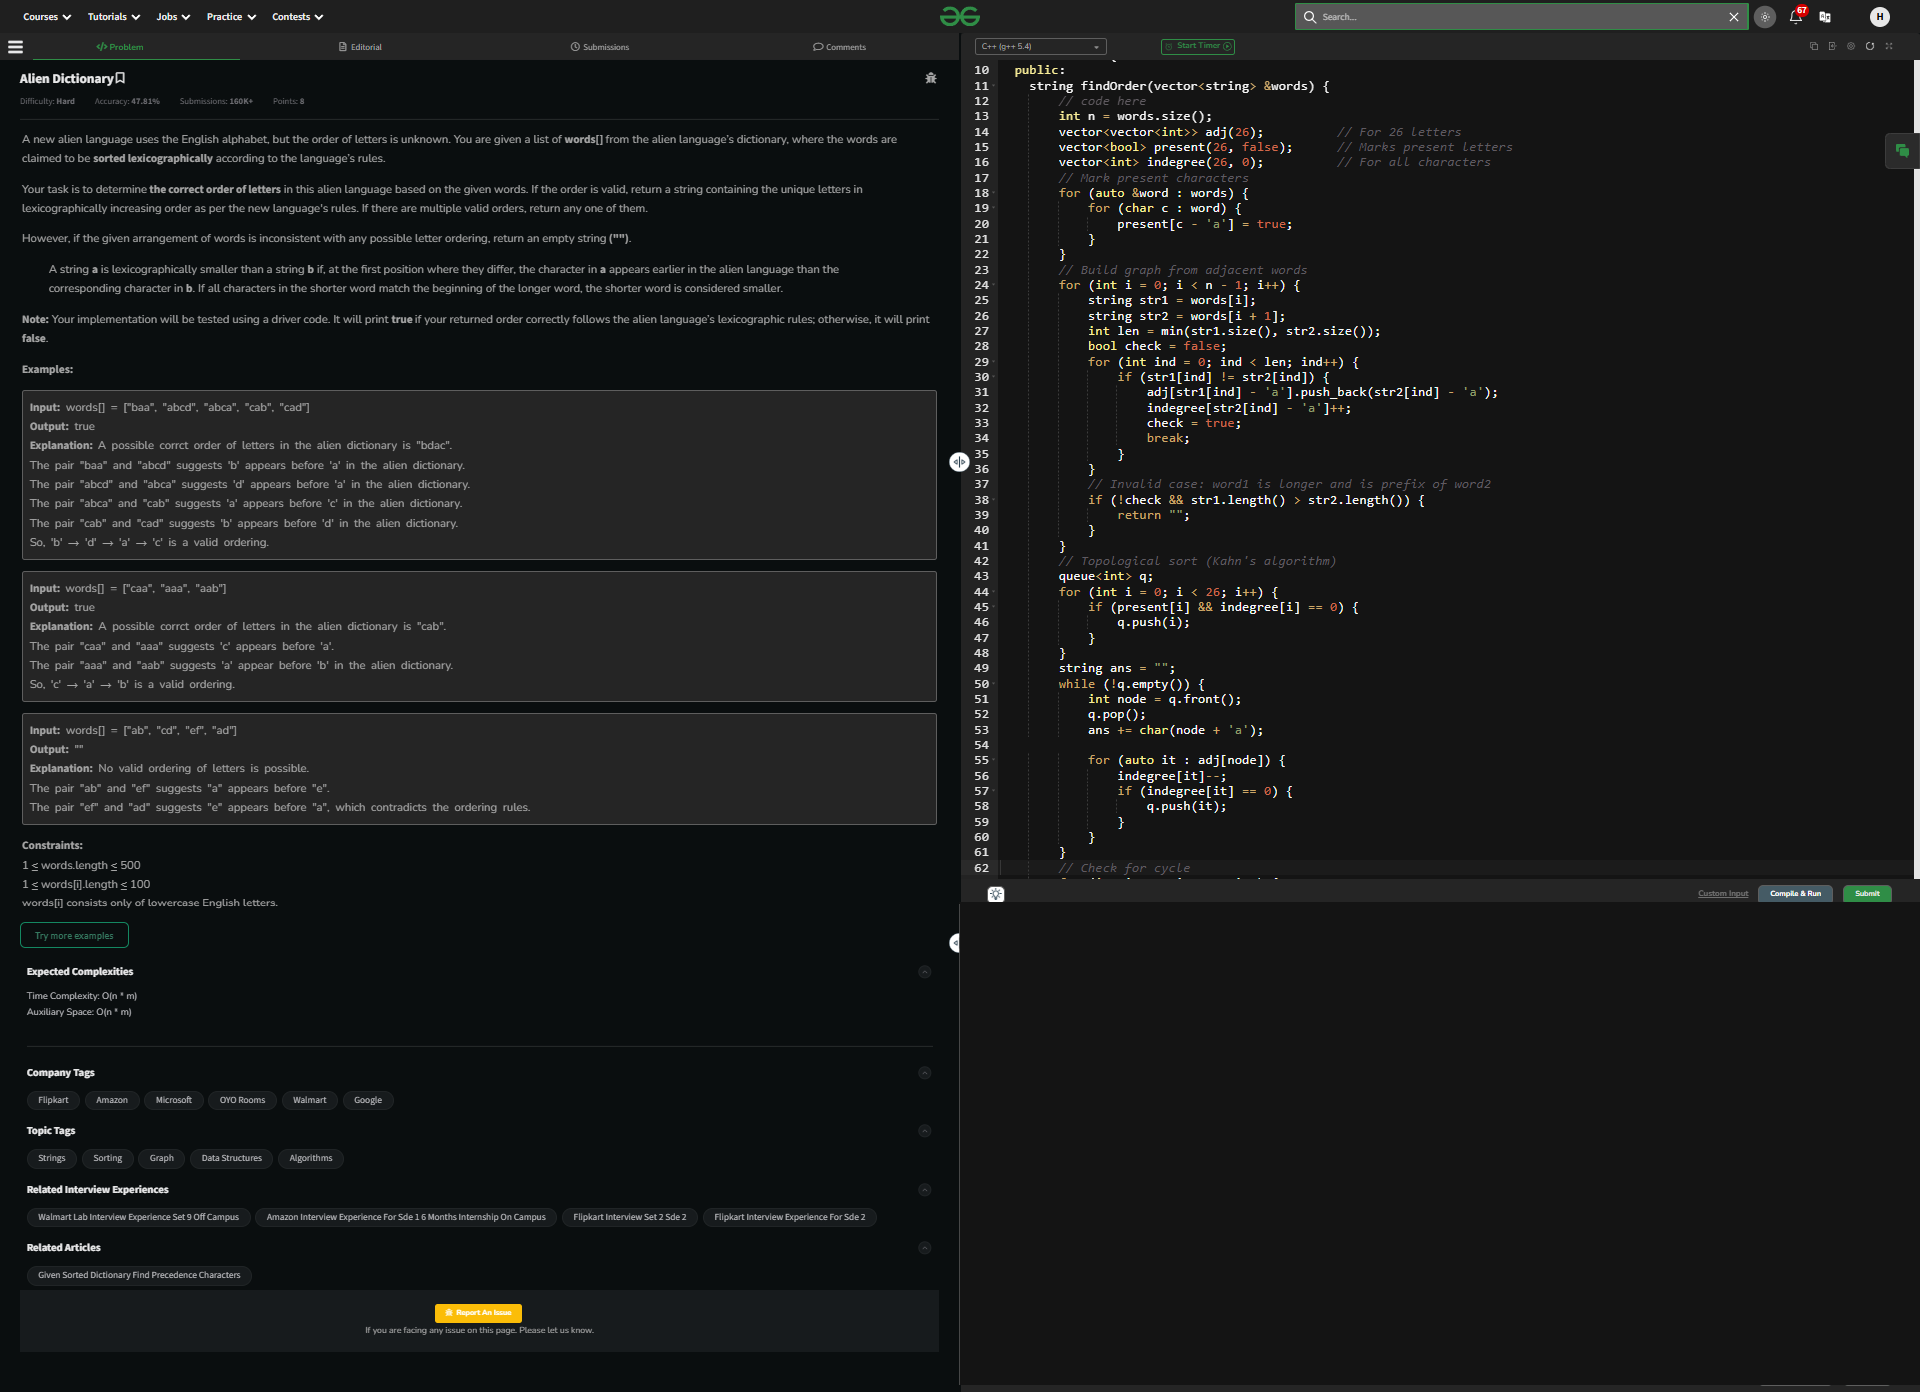 Courses Tutorials Jobs Practice Contests
Search...
67
H
</> Problem Editorial Submissions Comments
C++ (g++ 5.4) Start Timer
Alien Dictionary
Difficulty: Hard Accuracy: 47.81% Submissions: 160K+ Points: 8
A new alien language uses the English alphabet, but the order of letters is unknown. You are given a list of words[] from the alien language's dictionary, where the words are
claimed to be sorted lexicographically according to the language's rules.
Your task is to determine the correct order of letters in this alien language based on the given words. If the order is valid, return a string containing the unique letters in
lexicographically increasing order as per the new language's rules. If there are multiple valid orders, return any one of them.
However, if the given arrangement of words is inconsistent with any possible letter ordering, return an empty string ("").
A string a is lexicographically smaller than a string b if, at the first position where they differ, the character in a appears earlier in the alien language than the
corresponding character in b. If all characters in the shorter word match the beginning of the longer word, the shorter word is considered smaller.
Note: Your implementation will be tested using a driver code. It will print true if your returned order correctly follows the alien language's lexicographic rules; otherwise, it will print
false.
Examples:
Input: words[] = ["baa", "abcd", "abca", "cab", "cad"]
Output: true
Explanation: A possible corrct order of letters in the alien dictionary is "bdac".
The pair "baa" and "abcd" suggests 'b' appears before 'a' in the alien dictionary.
The pair "abcd" and "abca" suggests 'd' appears before 'a' in the alien dictionary.
The pair "abca" and "cab" suggests 'a' appears before 'c' in the alien dictionary.
The pair "cab" and "cad" suggests 'b' appears before 'd' in the alien dictionary.
So, 'b' → 'd' → 'a' → 'c' is a valid ordering.
Input: words[] = ["caa", "aaa", "aab"]
Output: true
Explanation: A possible corrct order of letters in the alien dictionary is "cab".
The pair "caa" and "aaa" suggests 'c' appears before 'a'.
The pair "aaa" and "aab" suggests 'a' appear before 'b' in the alien dictionary.
So, 'c' → 'a' → 'b' is a valid ordering.
Input: words[] = ["ab", "cd", "ef", "ad"]
Output: ""
Explanation: No valid ordering of letters is possible.
The pair "ab" and "ef" suggests "a" appears before "e".
The pair "ef" and "ad" suggests "e" appears before "a", which contradicts the ordering rules.
Constraints:
1 ≤ words.length ≤ 500
1 ≤ words[i].length ≤ 100
words[i] consists only of lowercase English letters.
Try more examples
Expected Complexities
Time Complexity: O(n * m)
Auxiliary Space: O(n * m)
Company Tags
Flipkart Amazon Microsoft OYO Rooms Walmart Google
Topic Tags
Strings Sorting Graph Data Structures Algorithms
Related Interview Experiences
Walmart Lab Interview Experience Set 9 Off Campus Amazon Interview Experience For Sde 1 6 Months Internship On Campus Flipkart Interview Set 2 Sde 2 Flipkart Interview Experience For Sde 2
Related Articles
Given Sorted Dictionary Find Precedence Characters
Report An Issue
If you are facing any issue on this page. Please let us know.
10 public:
11 string findOrder(vector<string> &words) {
12 // code here
13 int n = words.size();
14 vector<vector<int>> adj(26); // For 26 letters
15 vector<bool> present(26, false); // Marks present letters
16 vector<int> indegree(26, 0); // For all characters
17 // Mark present characters
18 for (auto &word : words) {
19 for (char c : word) {
20 present[c - 'a'] = true;
21 }
22 }
23 // Build graph from adjacent words
24 for (int i = 0; i < n - 1; i++) {
25 string str1 = words[i];
26 string str2 = words[i + 1];
27 int len = min(str1.size(), str2.size());
28 bool check = false;
29 for (int ind = 0; ind < len; ind++) {
30 if (str1[ind] != str2[ind]) {
31 adj[str1[ind] - 'a'].push_back(str2[ind] - 'a');
32 indegree[str2[ind] - 'a']++;
33 check = true;
34 break;
35 }
36 }
37 // Invalid case: word1 is longer and is prefix of word2
38 if (!check && str1.length() > str2.length()) {
39 return "";
40 }
41 }
42 // Topological sort (Kahn's algorithm)
43 queue<int> q;
44 for (int i = 0; i < 26; i++) {
45 if (present[i] && indegree[i] == 0) {
46 q.push(i);
47 }
48 }
49 string ans = "";
50 while (!q.empty()) {
51 int node = q.front();
52 q.pop();
53 ans += char(node + 'a');
54
55 for (auto it : adj[node]) {
56 indegree[it]--;
57 if (indegree[it] == 0) {
58 q.push(it);
59 }
60 }
61 }
62 // Check for cycle
Custom Input Compile & Run Submit